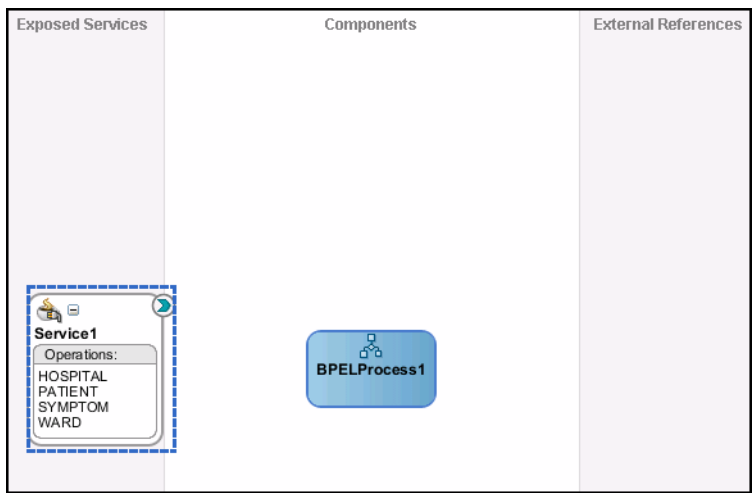 Exposed Services
Components
External References
Service1
Operations:
HOSPITAL
PATIENT
SYMPTOM
WARD
BPELProcess1